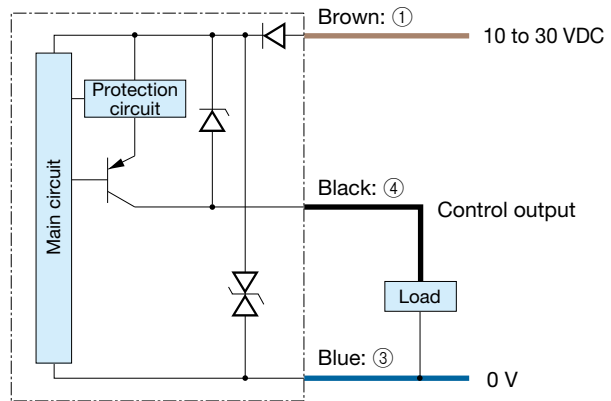 Brown: ①
10 to 30 VDC
Protection
circuit
Main circuit
Black: ④
Control output
Load
Blue: ③
0 V